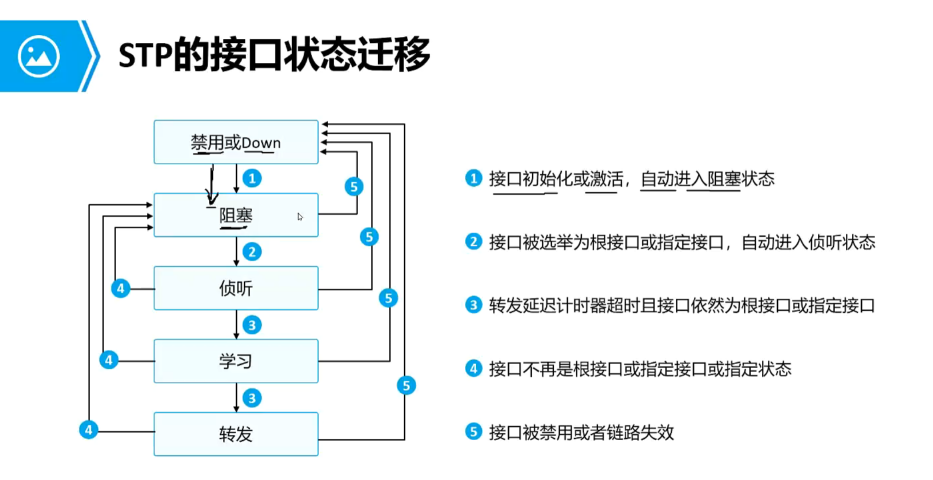 STP的接口状态迁移
禁用或Down
1
5
阻塞
2
5
4
侦听
5
3
4
学习
3
5
4
转发
1 接口初始化或激活，自动进入阻塞状态
2 接口被选举为根接口或指定接口，自动进入侦听状态
3 转发延迟计时器超时且接口依然为根接口或指定接口
4 接口不再是根接口或指定接口或指定状态
5 接口被禁用或者链路失效